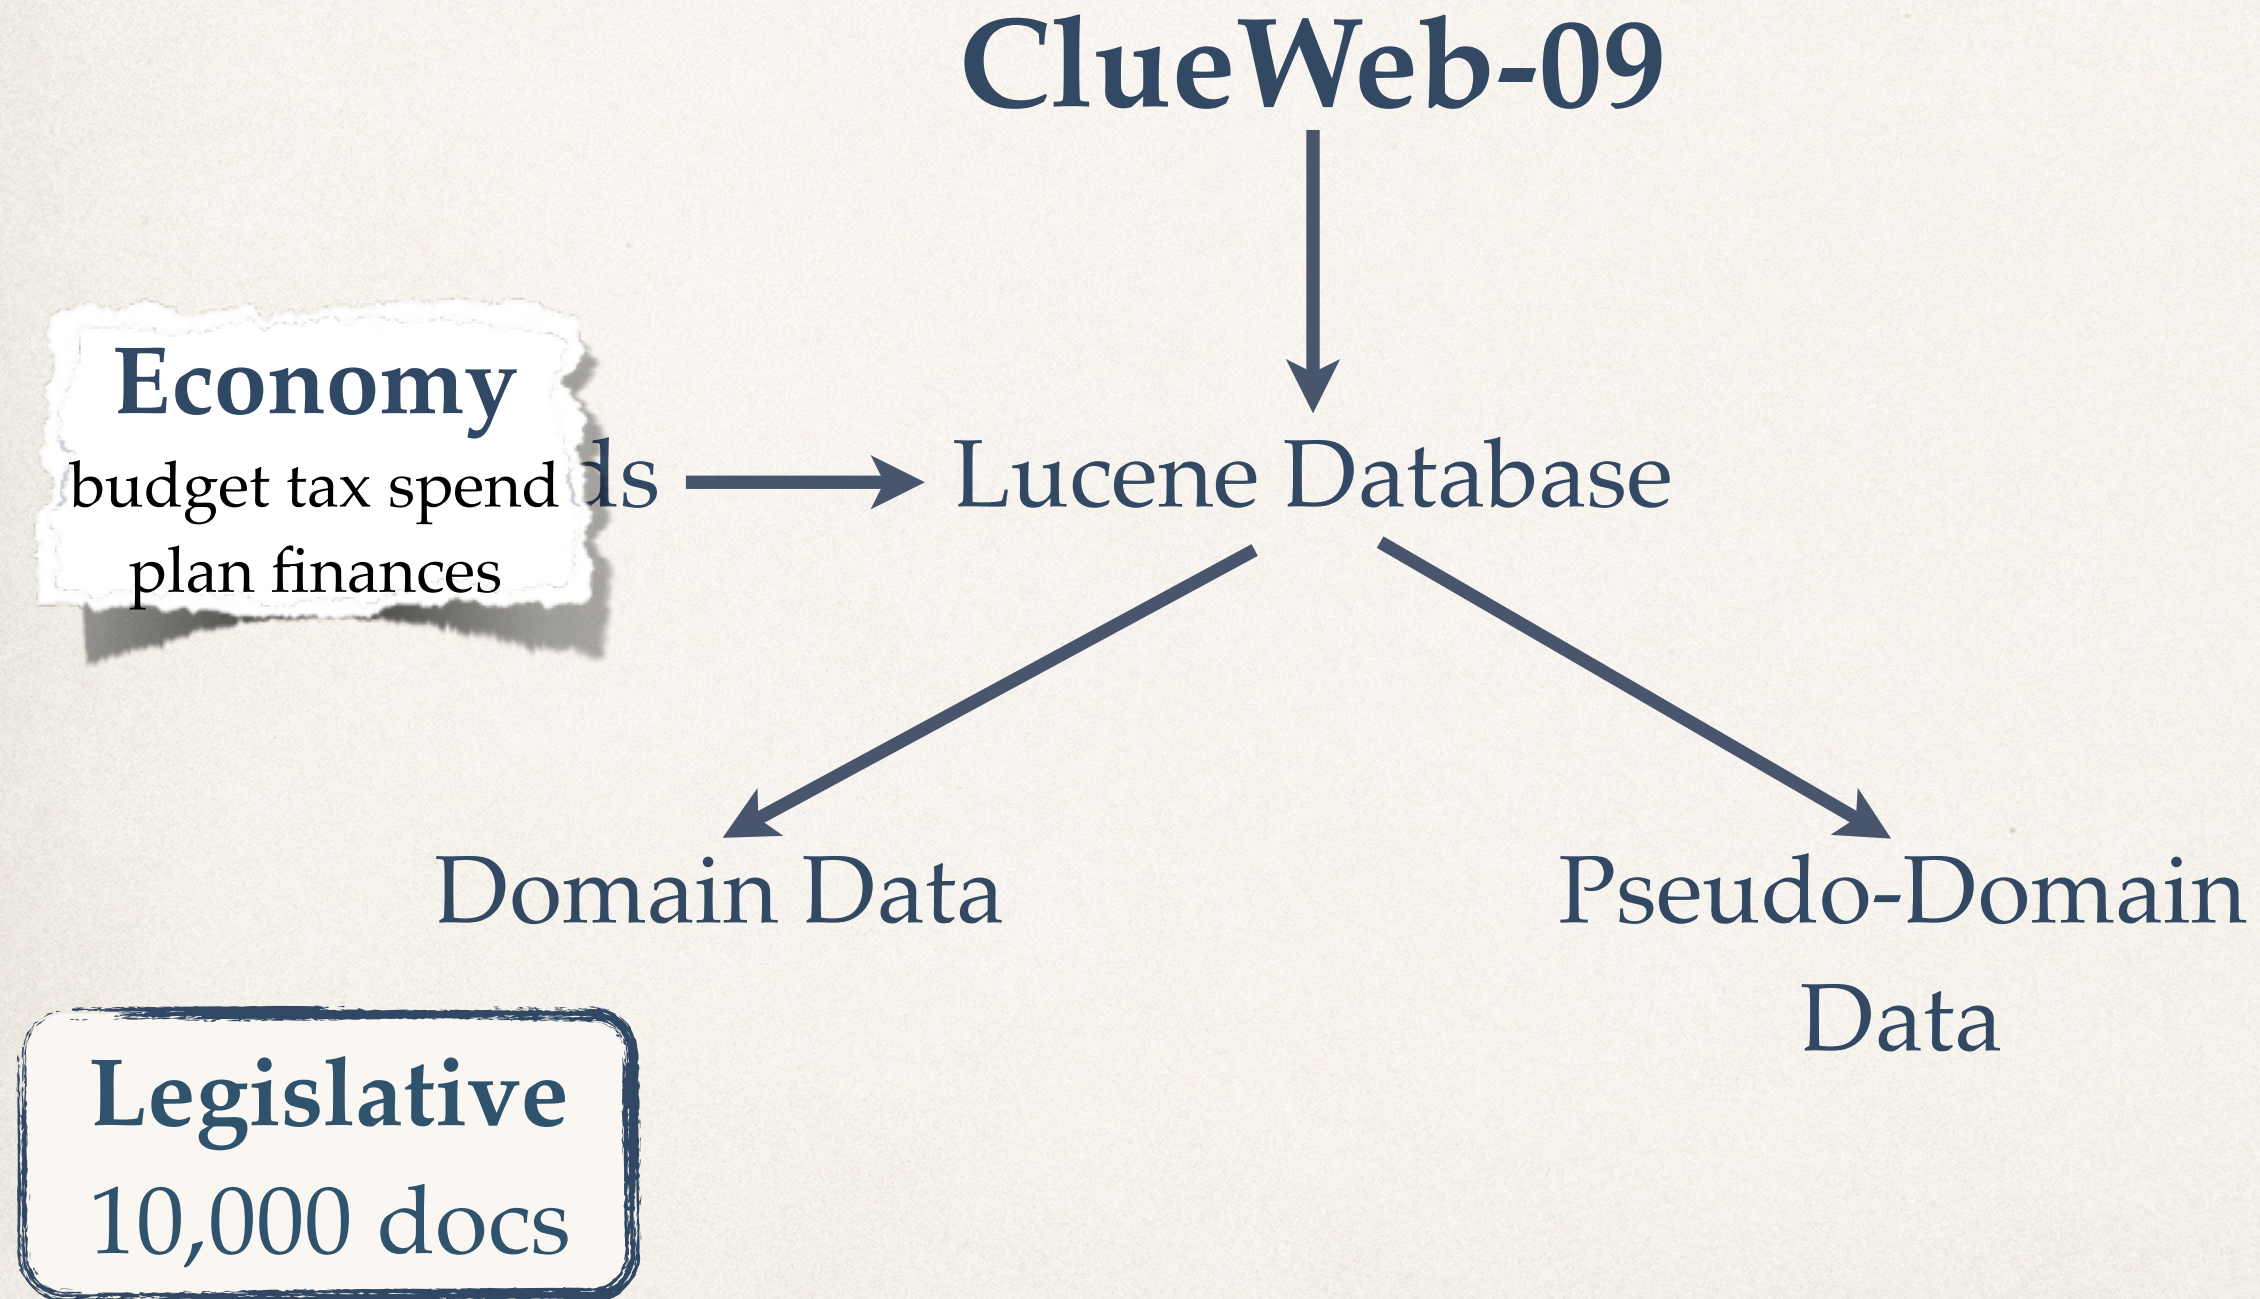 ClueWeb-09
Economy
budget tax spend
plan finances
Lucene Database
Domain Data
Pseudo-Domain
Data
Legislative
10,000 docs